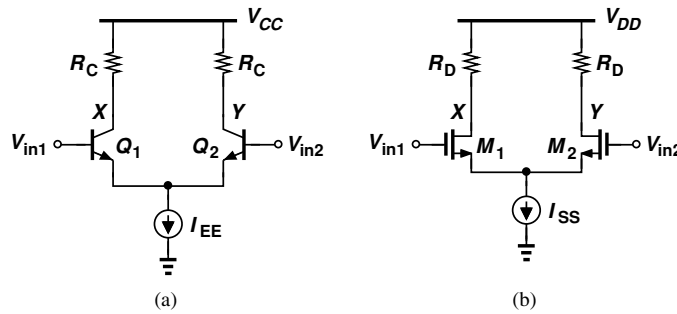 V_CC
R_C R_C
X Y
V_in1 Q_1 Q_2 V_in2
I_EE
(a)
V_DD
R_D R_D
X Y
V_in1 M_1 M_2 V_in2
I_SS
(b)